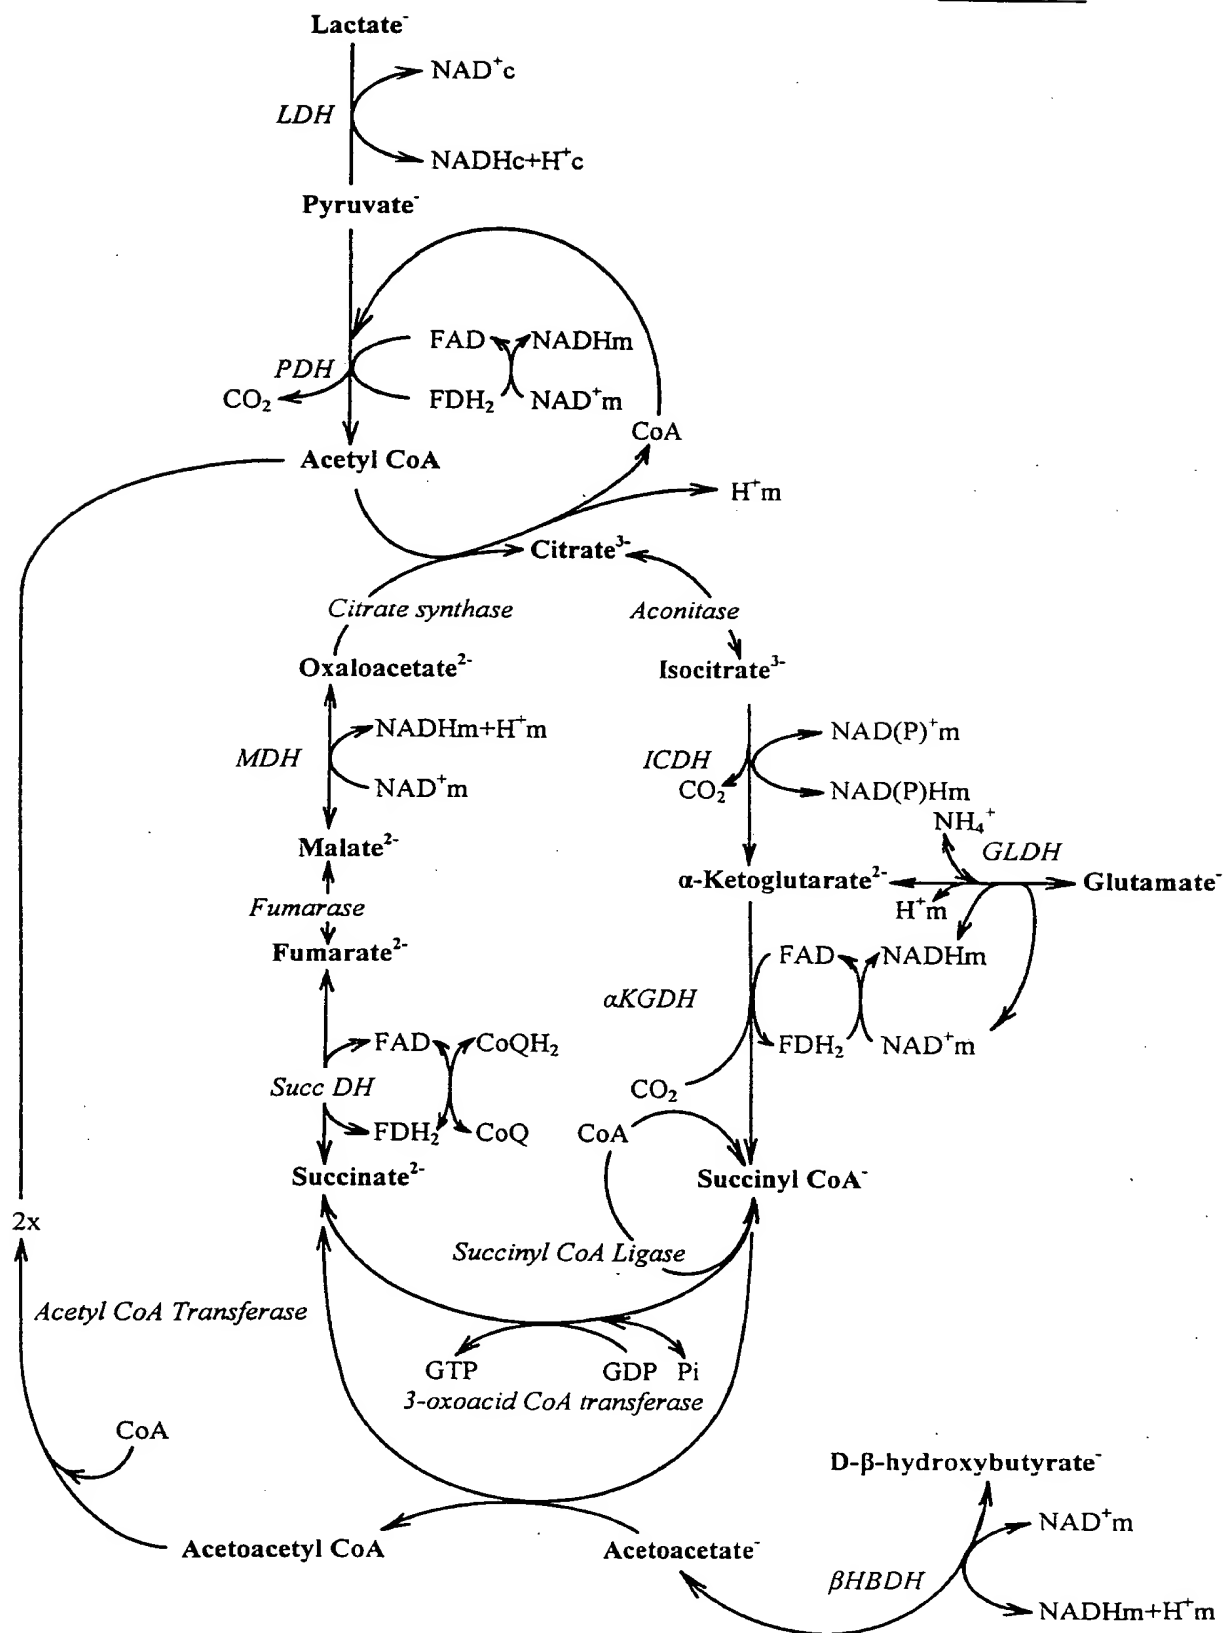 Lactate⁻
NAD⁺c
LDH
NADHc+H⁺c
Pyruvate⁻
FAD NADHm
PDH
CO₂ FDH₂ NAD⁺m
CoA
Acetyl CoA
H⁺m
Citrate³⁻
Citrate synthase Aconitase
Oxaloacetate²⁻ Isocitrate³⁻
NADHm+H⁺m NAD(P)⁺m
MDH ICDH
NAD⁺m CO₂ NAD(P)Hm
NH₄⁺
Malate²⁻ GLDH
α-Ketoglutarate²⁻ Glutamate⁻
Fumarase H⁺m
Fumarate²⁻ FAD NADHm
αKGDH
FAD CoQH₂ FDH₂ NAD⁺m
Succ DH CO₂
FDH₂ CoQ CoA
Succinate²⁻ Succinyl CoA⁻
2x
Succinyl CoA Ligase
Acetyl CoA Transferase
GTP GDP Pi
3-oxoacid CoA transferase
CoA
D-β-hydroxybutyrate⁻
NAD⁺m
Acetoacetyl CoA Acetoacetate⁻
βHBDH
NADHm+H⁺m